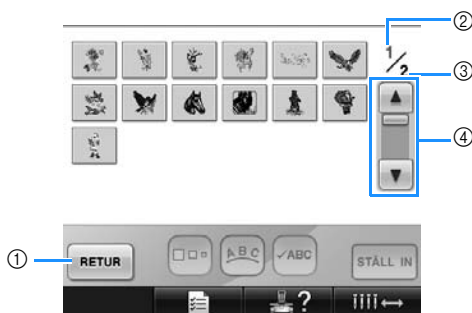 ②
1/2
③
④
①
RETUR
ABC
✓ABC
STÄLL IN
?